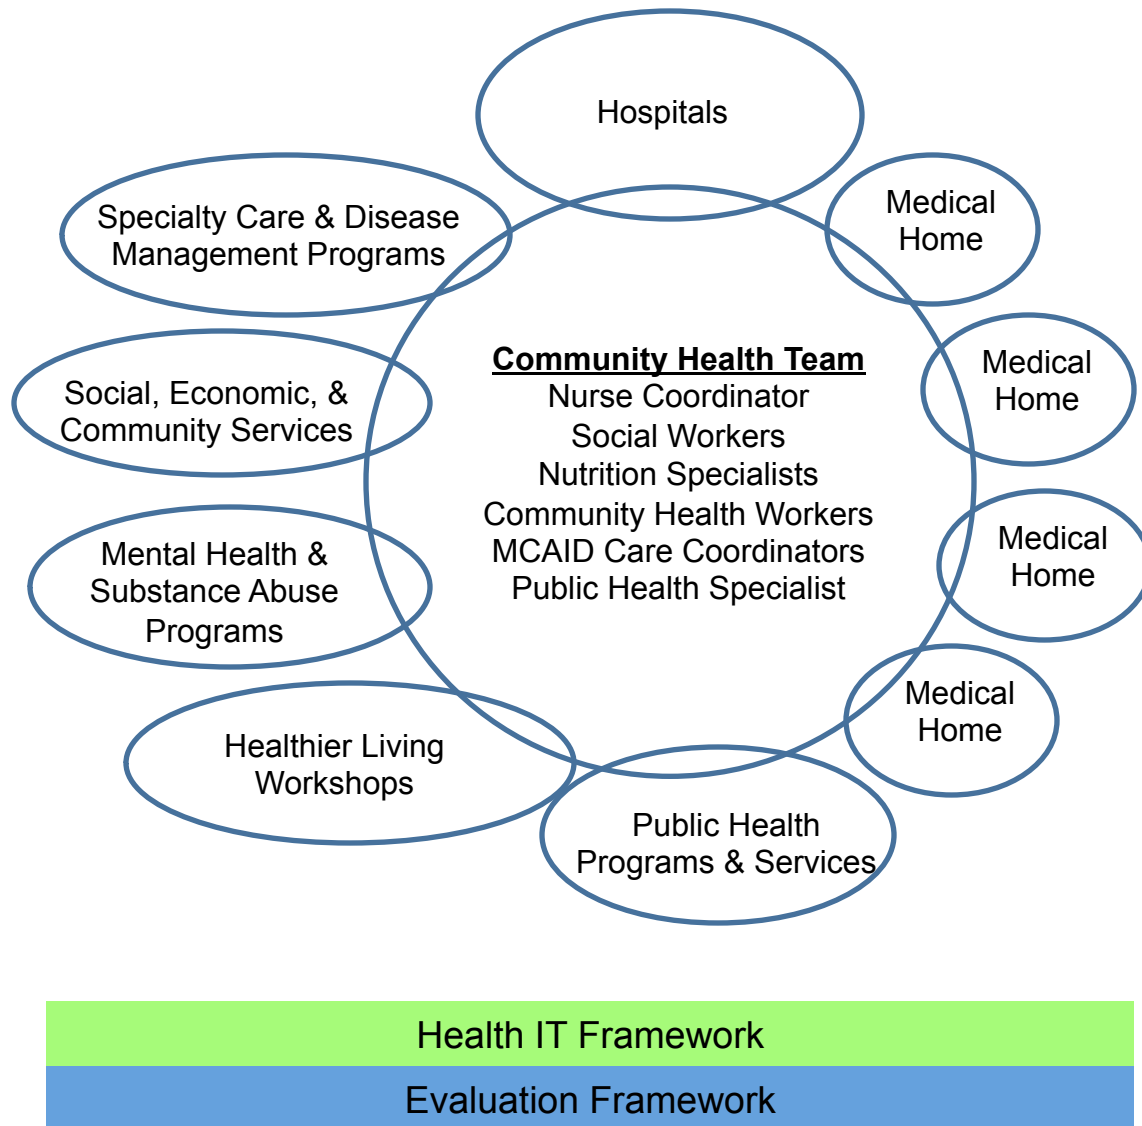 Hospitals
Specialty Care & Disease
Management Programs
Medical
Home
Social, Economic, &
Community Services
Medical
Home
Community Health Team
Nurse Coordinator
Social Workers
Nutrition Specialists
Community Health Workers
MCAID Care Coordinators
Public Health Specialist
Mental Health &
Substance Abuse
Programs
Medical
Home
Medical
Home
Healthier Living
Workshops
Public Health
Programs & Services
Health IT Framework
Evaluation Framework